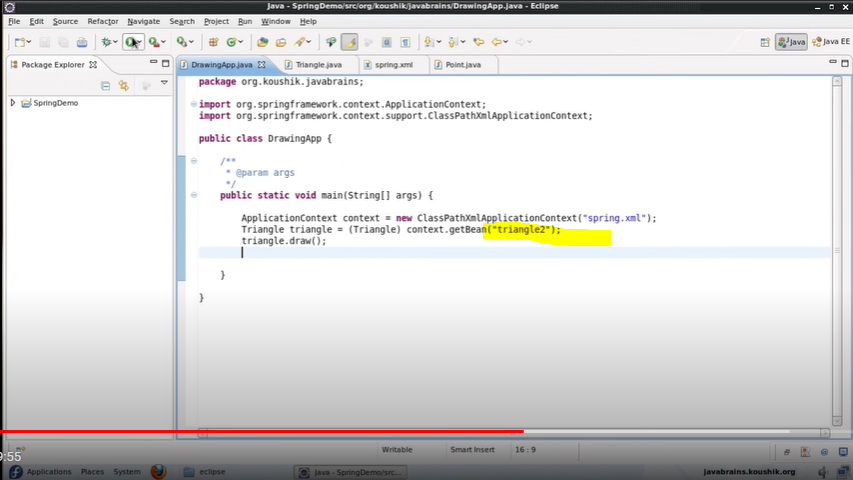 Java - SpringDemo/src/org/koushik/javabrains/DrawingApp.java - Eclipse
File Edit Source Refactor Navigate Search Project Run Window Help
Java Java EE
Package Explorer
DrawingApp.java Triangle.java spring.xml Point.java
SpringDemo
package org.koushik.javabrains;
import org.springframework.context.ApplicationContext;
import org.springframework.context.support.ClassPathXmlApplicationContext;
public class DrawingApp {
/**
* @param args
*/
public static void main(String[] args) {
ApplicationContext context = new ClassPathXmlApplicationContext("spring.xml");
Triangle triangle = (Triangle) context.getBean("triangle2");
triangle.draw();
}
}
Writable Smart Insert 16 : 9
9:55
Applications Places System eclipse Java - SpringDemo/src... javabrains.koushik.org